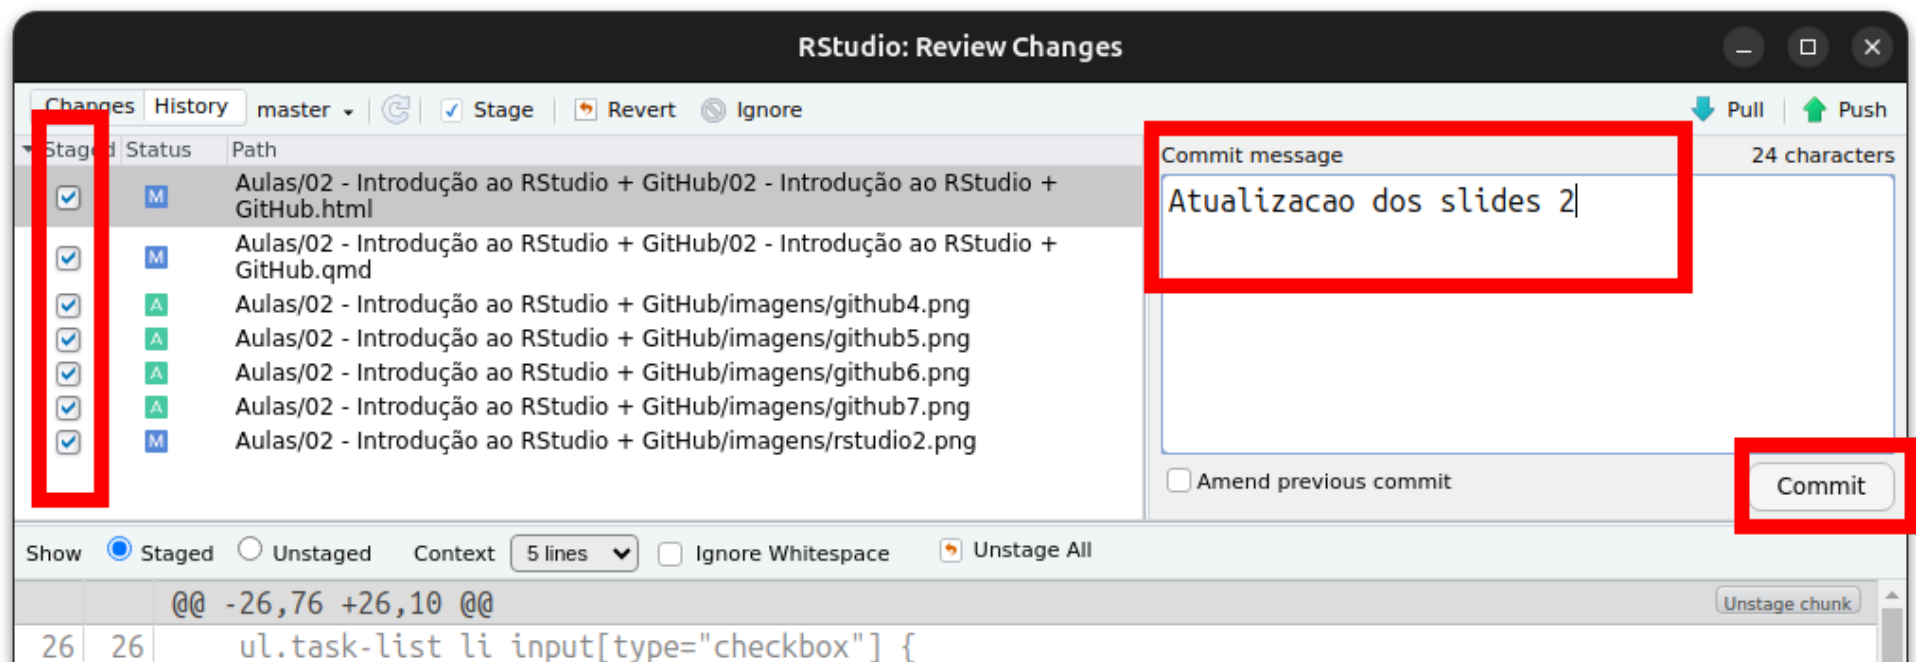 RStudio: Review Changes
Changes History master Stage Revert Ignore Pull Push
Staged Status Path
Commit message 24 characters
Aulas/02 - Introdução ao RStudio + GitHub/02 - Introdução ao RStudio +
GitHub.html
M
Atualizacao dos slides 2
Aulas/02 - Introdução ao RStudio + GitHub/02 - Introdução ao RStudio +
GitHub.qmd
M
A Aulas/02 - Introdução ao RStudio + GitHub/imagens/github4.png
A Aulas/02 - Introdução ao RStudio + GitHub/imagens/github5.png
A Aulas/02 - Introdução ao RStudio + GitHub/imagens/github6.png
A Aulas/02 - Introdução ao RStudio + GitHub/imagens/github7.png
M Aulas/02 - Introdução ao RStudio + GitHub/imagens/rstudio2.png
Amend previous commit Commit
Show Staged Unstaged Context 5 lines Ignore Whitespace Unstage All
@@ -26,76 +26,10 @@ Unstage chunk
26 26 ul.task-list li input[type="checkbox"] {